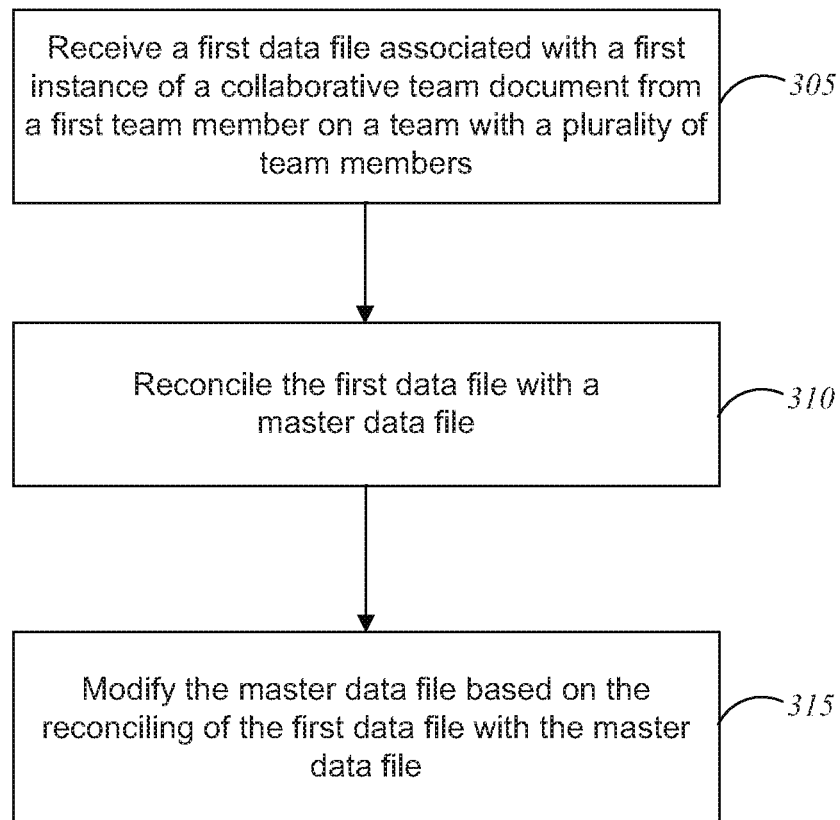 Receive a first data file associated with a first
instance of a collaborative team document from
a first team member on a team with a plurality of
team members
305
Reconcile the first data file with a
master data file
310
Modify the master data file based on the
reconciling of the first data file with the master
data file
315